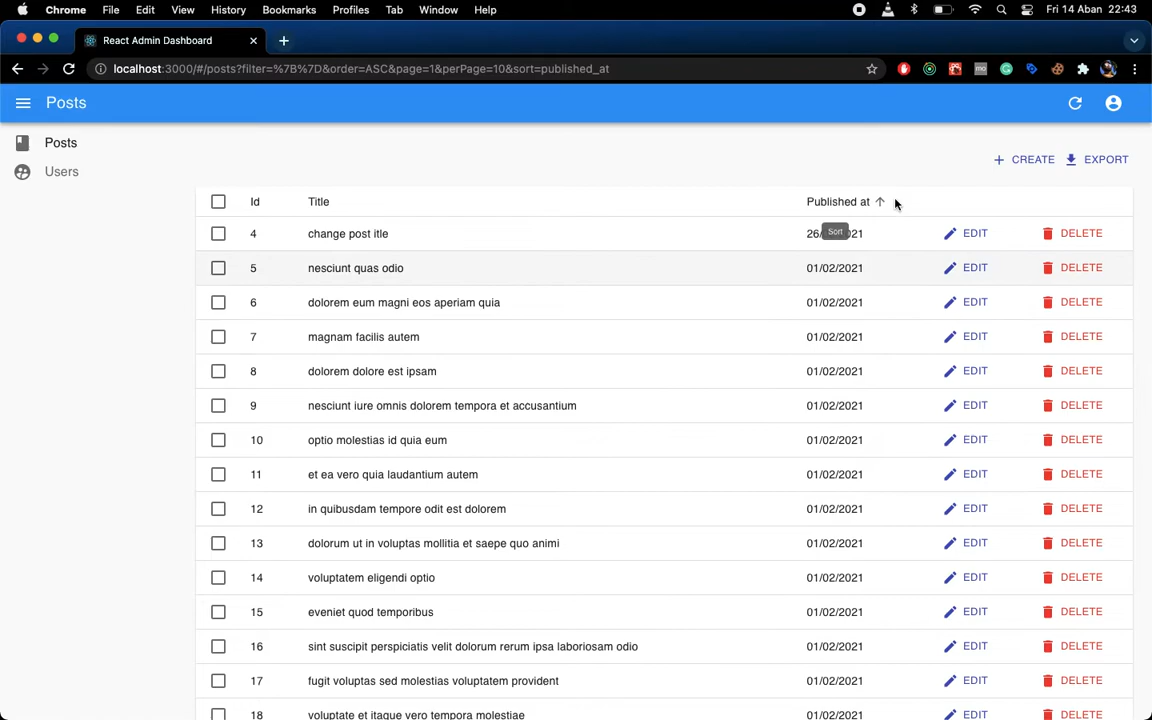 Chrome File Edit View History Bookmarks Profiles Tab Window Help Fri 14 Aban 22:43
React Admin Dashboard
localhost:3000/#/posts?filter=%7B%7D&order=ASC&page=1&perPage=10&sort=published_at
Posts
Posts
Users
CREATE EXPORT
Id Title Published at
Sort
4 change post itle 26/ 21 EDIT DELETE
5 nesciunt quas odio 01/02/2021 EDIT DELETE
6 dolorem eum magni eos aperiam quia 01/02/2021 EDIT DELETE
7 magnam facilis autem 01/02/2021 EDIT DELETE
8 dolorem dolore est ipsam 01/02/2021 EDIT DELETE
9 nesciunt iure omnis dolorem tempora et accusantium 01/02/2021 EDIT DELETE
10 optio molestias id quia eum 01/02/2021 EDIT DELETE
11 et ea vero quia laudantium autem 01/02/2021 EDIT DELETE
12 in quibusdam tempore odit est dolorem 01/02/2021 EDIT DELETE
13 dolorum ut in voluptas mollitia et saepe quo animi 01/02/2021 EDIT DELETE
14 voluptatem eligendi optio 01/02/2021 EDIT DELETE
15 eveniet quod temporibus 01/02/2021 EDIT DELETE
16 sint suscipit perspiciatis velit dolorum rerum ipsa laboriosam odio 01/02/2021 EDIT DELETE
17 fugit voluptas sed molestias voluptatem provident 01/02/2021 EDIT DELETE
18 voluptate et itaque vero tempora molestiae 01/02/2021 EDIT DELETE